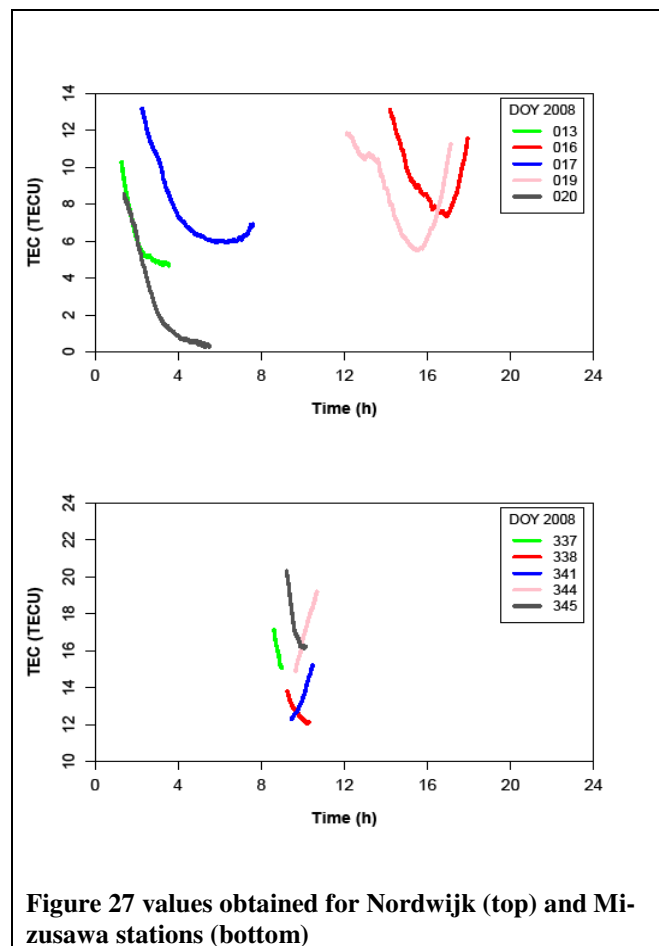 14
12
10
8
6
4
2
0
TEC (TECU)
DOY 2008
013
016
017
019
020
0 4 8 12 16 20 24
Time (h)
24
22
20
18
16
14
12
10
TEC (TECU)
DOY 2008
337
338
341
344
345
0 4 8 12 16 20 24
Time (h)
Figure 27 values obtained for Nordwijk (top) and Mi-
zusawa stations (bottom)